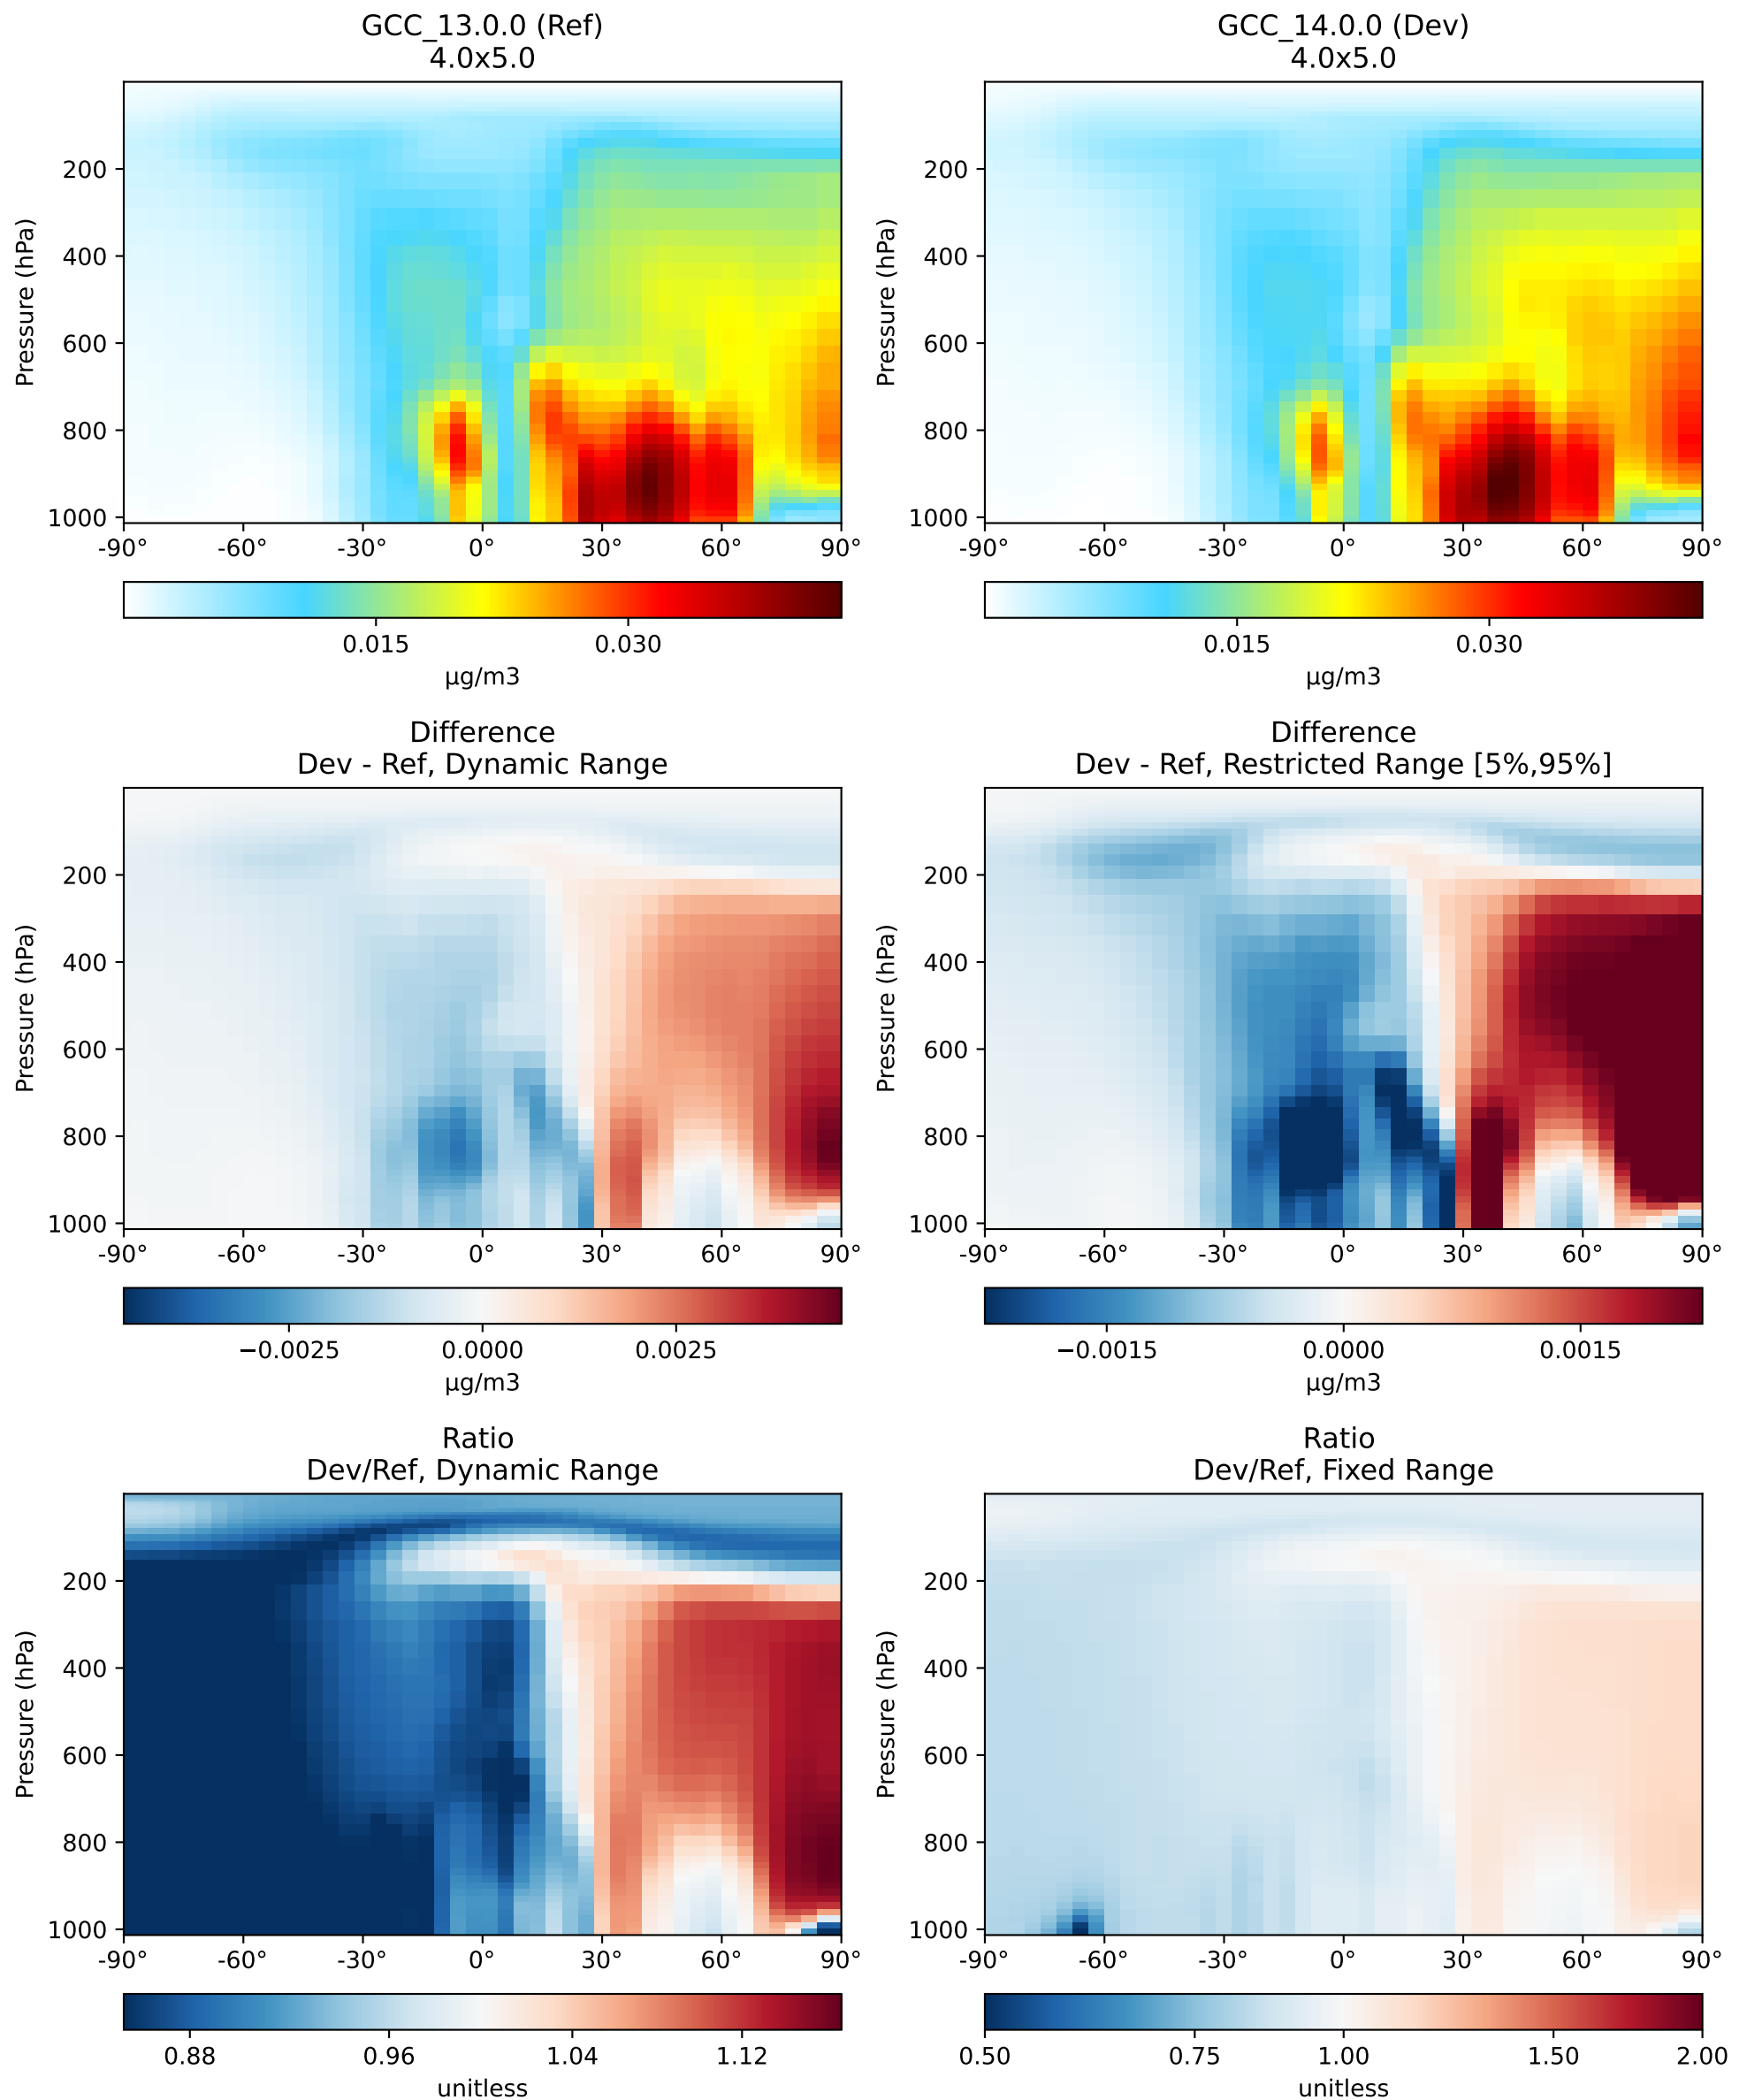 GCC_13.0.0 (Ref)
4.0x5.0
GCC_14.0.0 (Dev)
4.0x5.0
Pressure (hPa)
200
400
600
800
1000
-90° -60° -30° 0° 30° 60° 90°
0.015 0.030
µg/m3
Pressure (hPa)
200
400
600
800
1000
-90° -60° -30° 0° 30° 60° 90°
0.015 0.030
µg/m3
Difference
Dev - Ref, Dynamic Range
Pressure (hPa)
200
400
600
800
1000
-90° -60° -30° 0° 30° 60° 90°
−0.0025 0.0000 0.0025
µg/m3
Difference
Dev - Ref, Restricted Range [5%,95%]
Pressure (hPa)
200
400
600
800
1000
-90° -60° -30° 0° 30° 60° 90°
−0.0015 0.0000 0.0015
µg/m3
Ratio
Dev/Ref, Dynamic Range
Pressure (hPa)
200
400
600
800
1000
-90° -60° -30° 0° 30° 60° 90°
0.88 0.96 1.04 1.12
unitless
Ratio
Dev/Ref, Fixed Range
Pressure (hPa)
200
400
600
800
1000
-90° -60° -30° 0° 30° 60° 90°
0.50 0.75 1.00 1.50 2.00
unitless